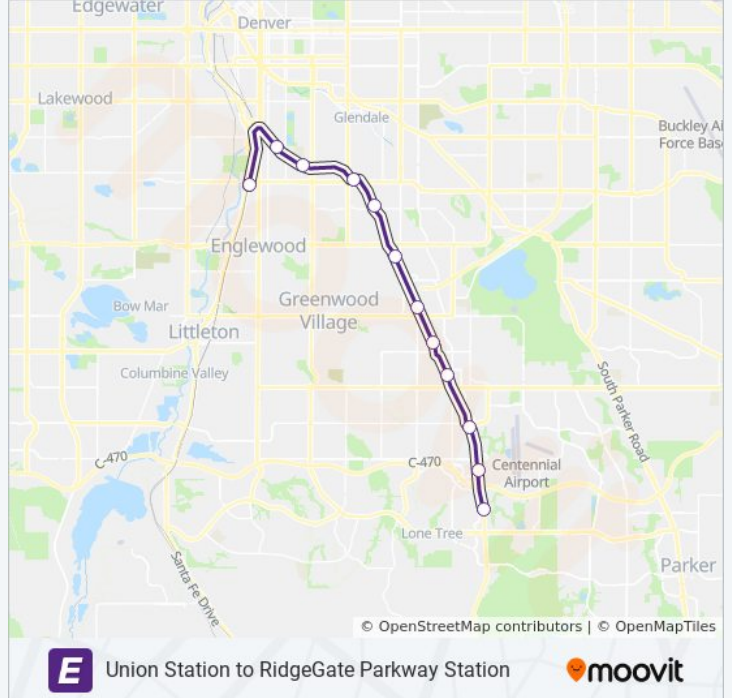 Edgewater
Denver
Lakewood
Glendale
Buckley Ai
Force Bas
Englewood
Bow Mar
Greenwood
Village
Littleton
Columbine Valley
South Parker Road
C-470
C-470
Centennial
Airport
Lone Tree
Santa Fe Drive
Parker
© OpenStreetMap contributors | © OpenMapTiles
E Union Station to RidgeGate Parkway Station moovit